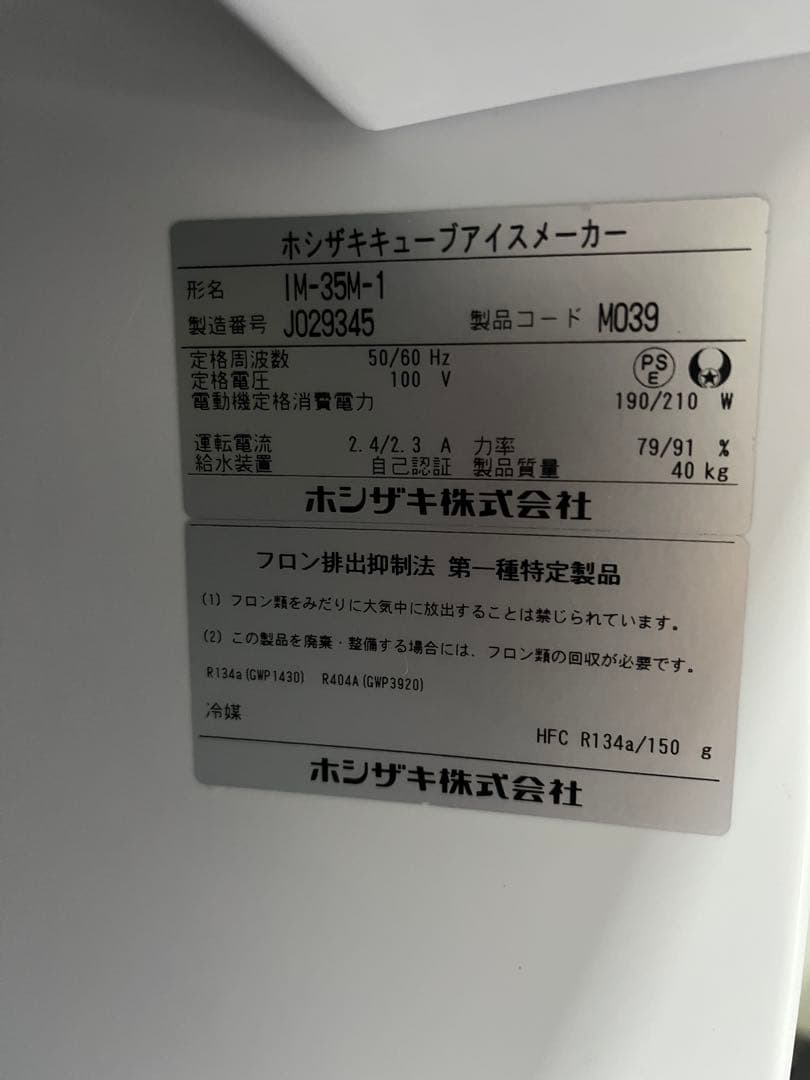 ホシザキキューブアイスメーカー
形名 IM-35M-1
製造番号 J029345 製品コード M039
定格周波数 50/60 Hz
定格電圧 100 V
PS E
電動機定格消費電力 190/210 W
運転電流 2.4/2.3 A 力率 79/91 %
給水装置 自己認証 製品質量 40 kg
ホシザキ株式会社
フロン排出抑制法 第一種特定製品
(1) フロン類をみだりに大気中に放出することは禁じられています。
(2) この製品を廃棄・整備する場合には、フロン類の回収が必要です。
R134a(GWP1430) R404A(GWP3920)
冷媒
HFC R134a/150 g
ホシザキ株式会社